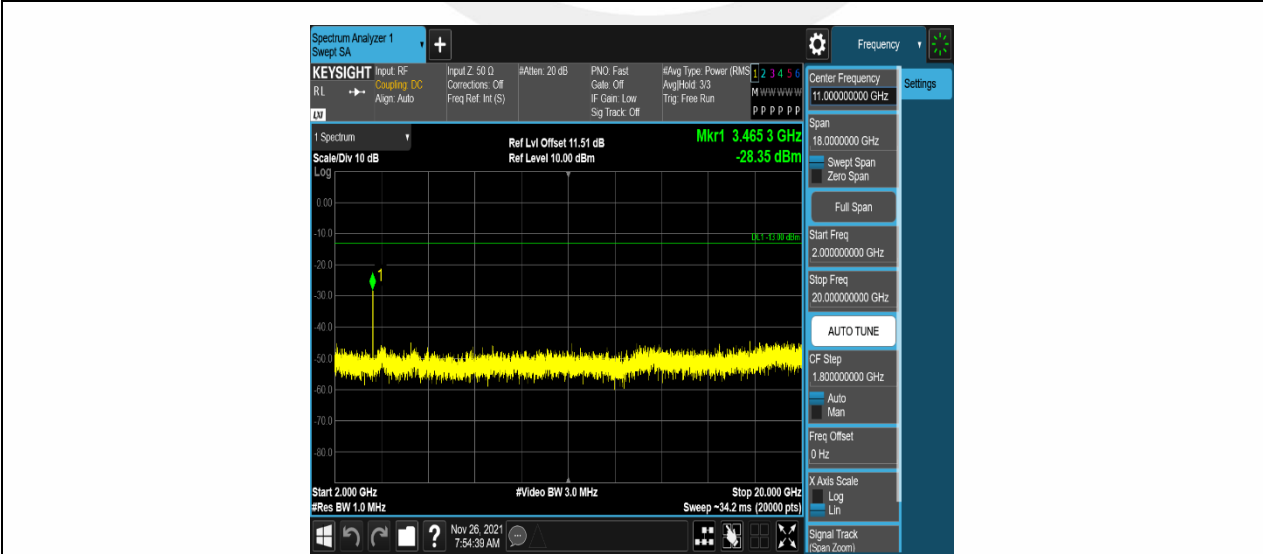 Spectrum Analyzer 1
Swept SA
Frequency
KEYSIGHT
RL
LXI
Input: RF
Coupling: DC
Align: Auto
Input Z: 50 Ω
Corrections: Off
Freq Ref: Int (S)
#Atten: 20 dB
PNO: Fast
Gate: Off
IF Gain: Low
Sig Track: Off
#Avg Type: Power (RMS
Avg|Hold: 3/3
Trig: Free Run
1 2 3 4 5 6
M W W W W W
P P P P P P
1 Spectrum
Scale/Div 10 dB
Log
Ref Lvl Offset 11.51 dB
Ref Level 10.00 dBm
Mkr1 3.465 3 GHz
-28.35 dBm
0.00
-10.0
DL1 -13.00 dBm
-20.0
1
-30.0
-40.0
-50.0
-60.0
-70.0
-80.0
Start 2.000 GHz
#Res BW 1.0 MHz
#Video BW 3.0 MHz
Stop 20.000 GHz
Sweep ~34.2 ms (20000 pts)
?
Nov 26, 2021
7:54:39 AM
Center Frequency
11.000000000 GHz
Settings
Span
18.0000000 GHz
Swept Span
Zero Span
Full Span
Start Freq
2.000000000 GHz
Stop Freq
20.000000000 GHz
AUTO TUNE
CF Step
1.800000000 GHz
Auto
Man
Freq Offset
0 Hz
X Axis Scale
Log
Lin
Signal Track
(Span Zoom)